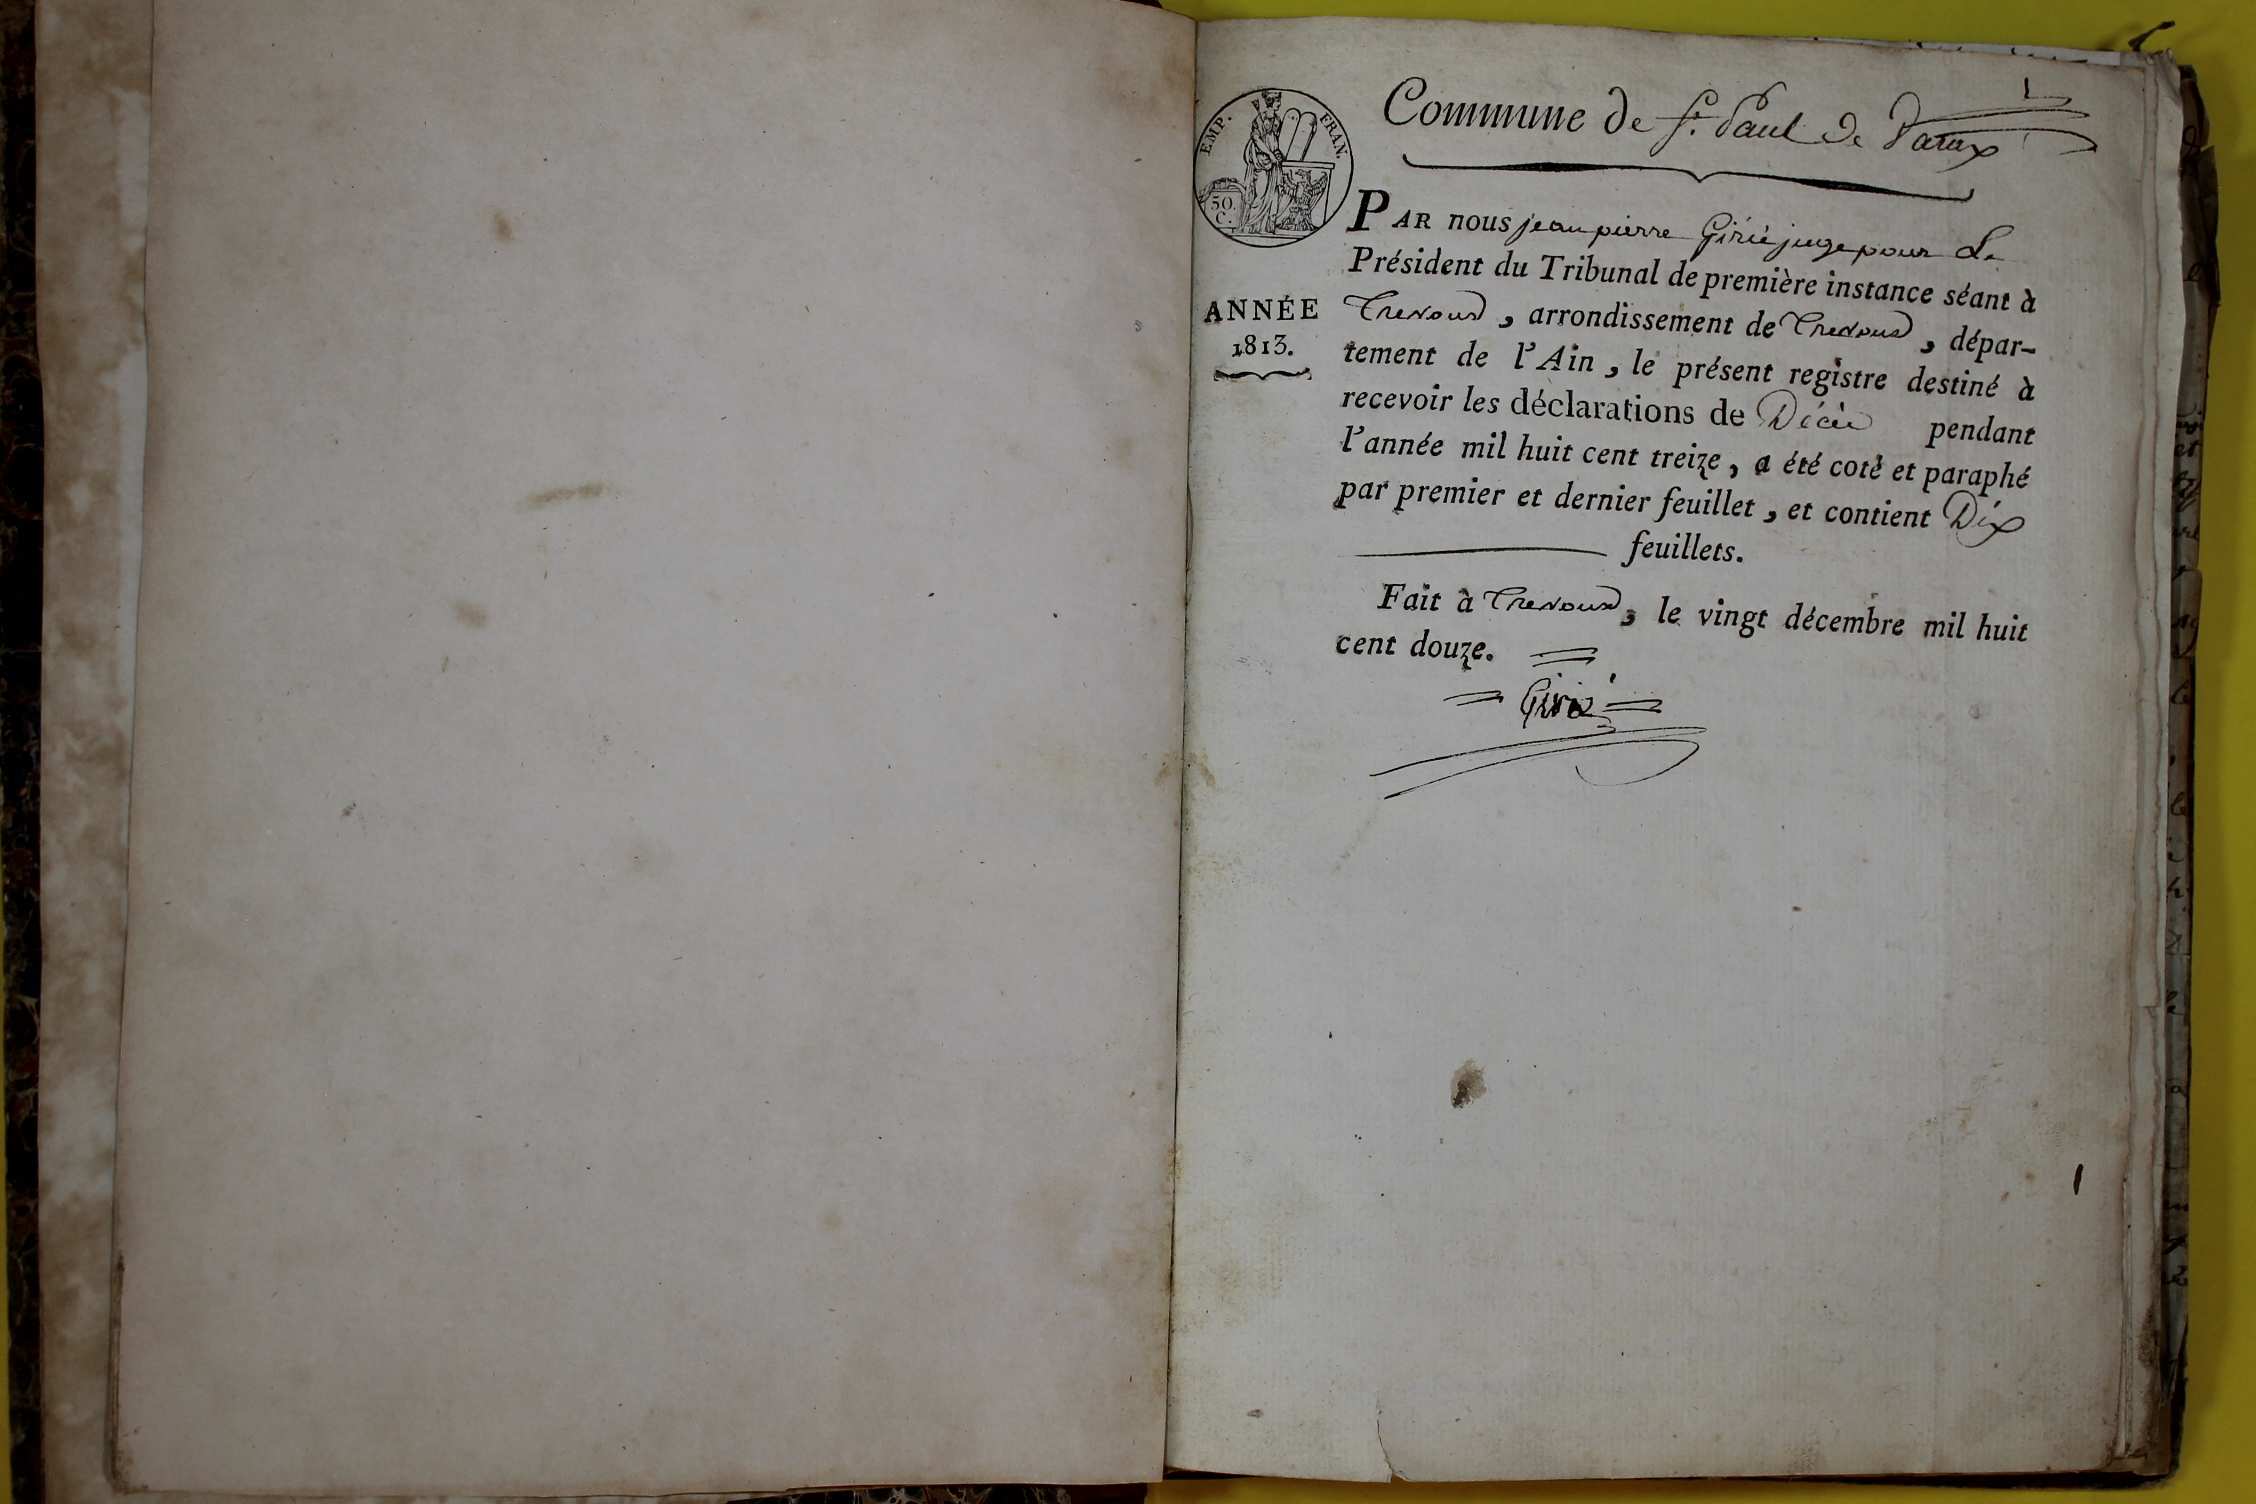 1
Commune de St. Paul de Varax
EMP. FRAN.
50. C.
PAR nous jean pierre Girié juge pour Le
Président du Tribunal de première instance séant à
ANNÉE
1813.
Trevoux, arrondissement de Trevoux, dépar-
tement de l'Ain, le présent registre destiné à
recevoir les déclarations de Décès pendant
l'année mil huit cent treize, a été coté et paraphé
par premier et dernier feuillet, et contient Dix
feuillets.
Fait à Trevoux, le vingt décembre mil huit
cent douze.
Girié